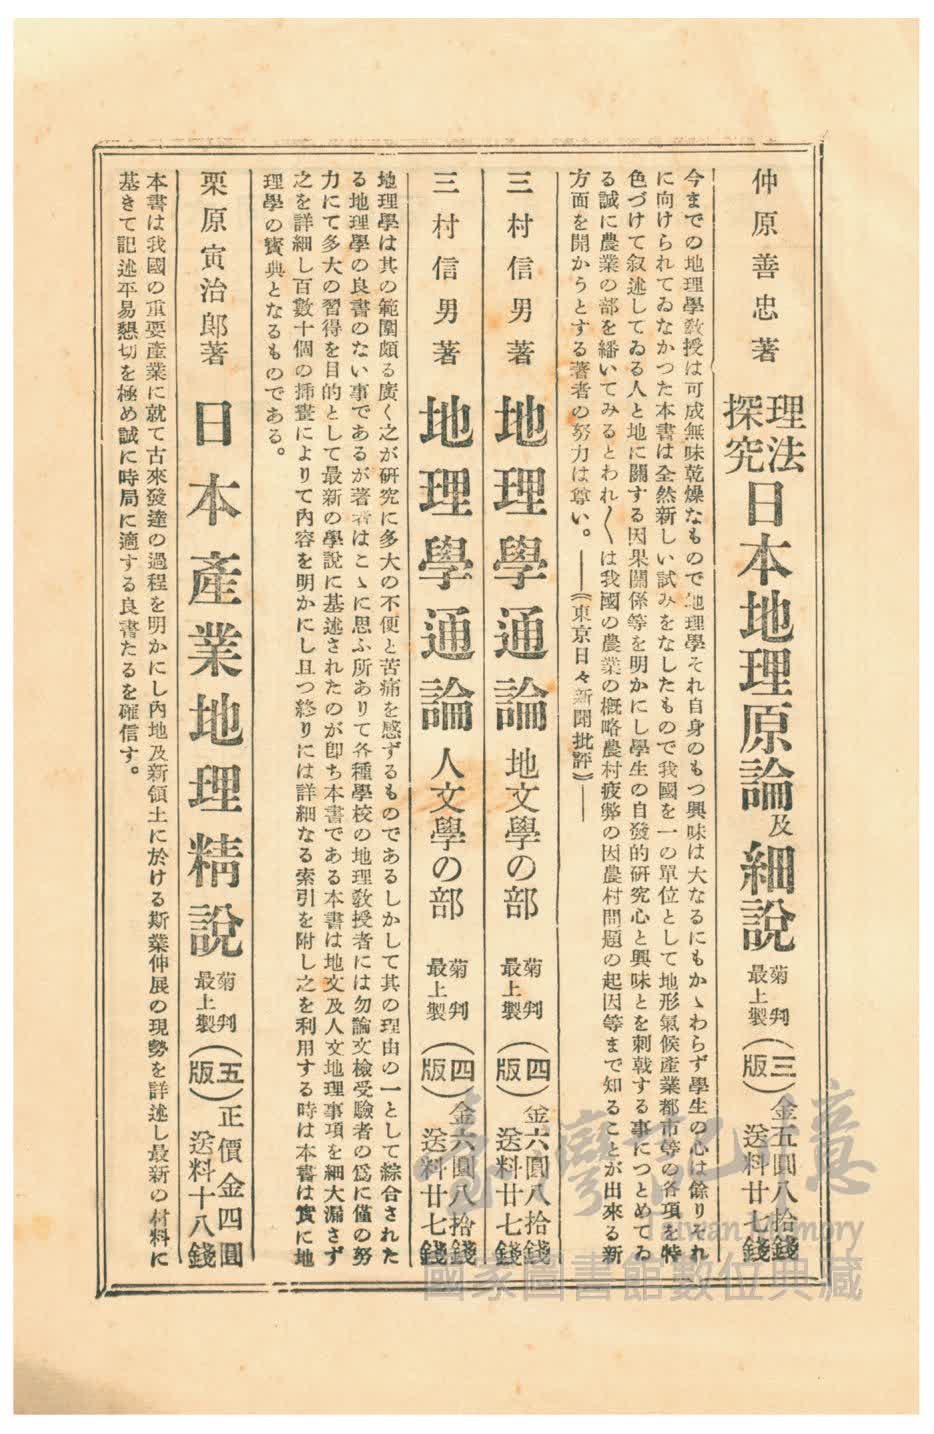 仲原善忠著 理法探究 日本地理原論及細說 菊判最上製 (三版) 金五圓八拾錢 送料廿七錢
今までの地理學敎授は可成無味乾燥なもので地理學それ自身のもつ興味は大なるにもかゝわらず學生の心は餘りそれ
に向けられてゐなかつた本書は全然新しい試みをなしたもので我國を一の單位として地形氣候產業都市等の各項を特
色づけて叙述してゐる人と地に關する因果關係等を明かにし學生の自發的硏究心と興味とを刺戟する事につとめてゐ
る誠に農業の部を繙いてみるとわれ〱は我國の農業の槪略農村疲弊の因農村問題の起因等まで知ることが出來る新
方面を開かうとする著者の努力は尊い。――(東京日々新聞批評)――
三村信男著 地理學通論 地文學の部 菊判最上製 (四版) 金六圓八拾錢 送料廿七錢
三村信男著 地理學通論 人文學の部 菊判最上製 (四版) 金六圓八拾錢 送料廿七錢
地理學は其の範圍頗る廣く之が硏究に多大の不便と苦痛を感ずるものであるしかして其の理由の一として綜合された
る地理學の良書のない事であるが著者はこゝに思ふ所ありて各種學校の地理敎授者には勿論文檢受驗者の爲に僅の努
力にて多大の習得を目的として最新の學說に基述されたのが卽ち本書である本書は地文及人文地理事項を細大漏さず
之を詳細し百數十個の挿畫によりて內容を明かにし且つ終りには詳細なる索引を附し之を利用する時は本書は實に地
理學の寶典となるものである。
栗原寅治郞著 日本產業地理精說 菊判最上製 (五版) 正價金四圓 送料十八錢
本書は我國の重要產業に就て古來發達の過程を明かにし內地及新領土に於ける斯業伸展の現勢を詳述し最新の材料に
基きて記述平易懇切を極め誠に時局に適する良書たるを確信す。
臺灣記憶
Taiwan Memory
國家圖書館數位典藏